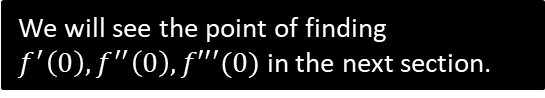 We will see the point of finding
f′(0), f″(0), f‴(0) in the next section.